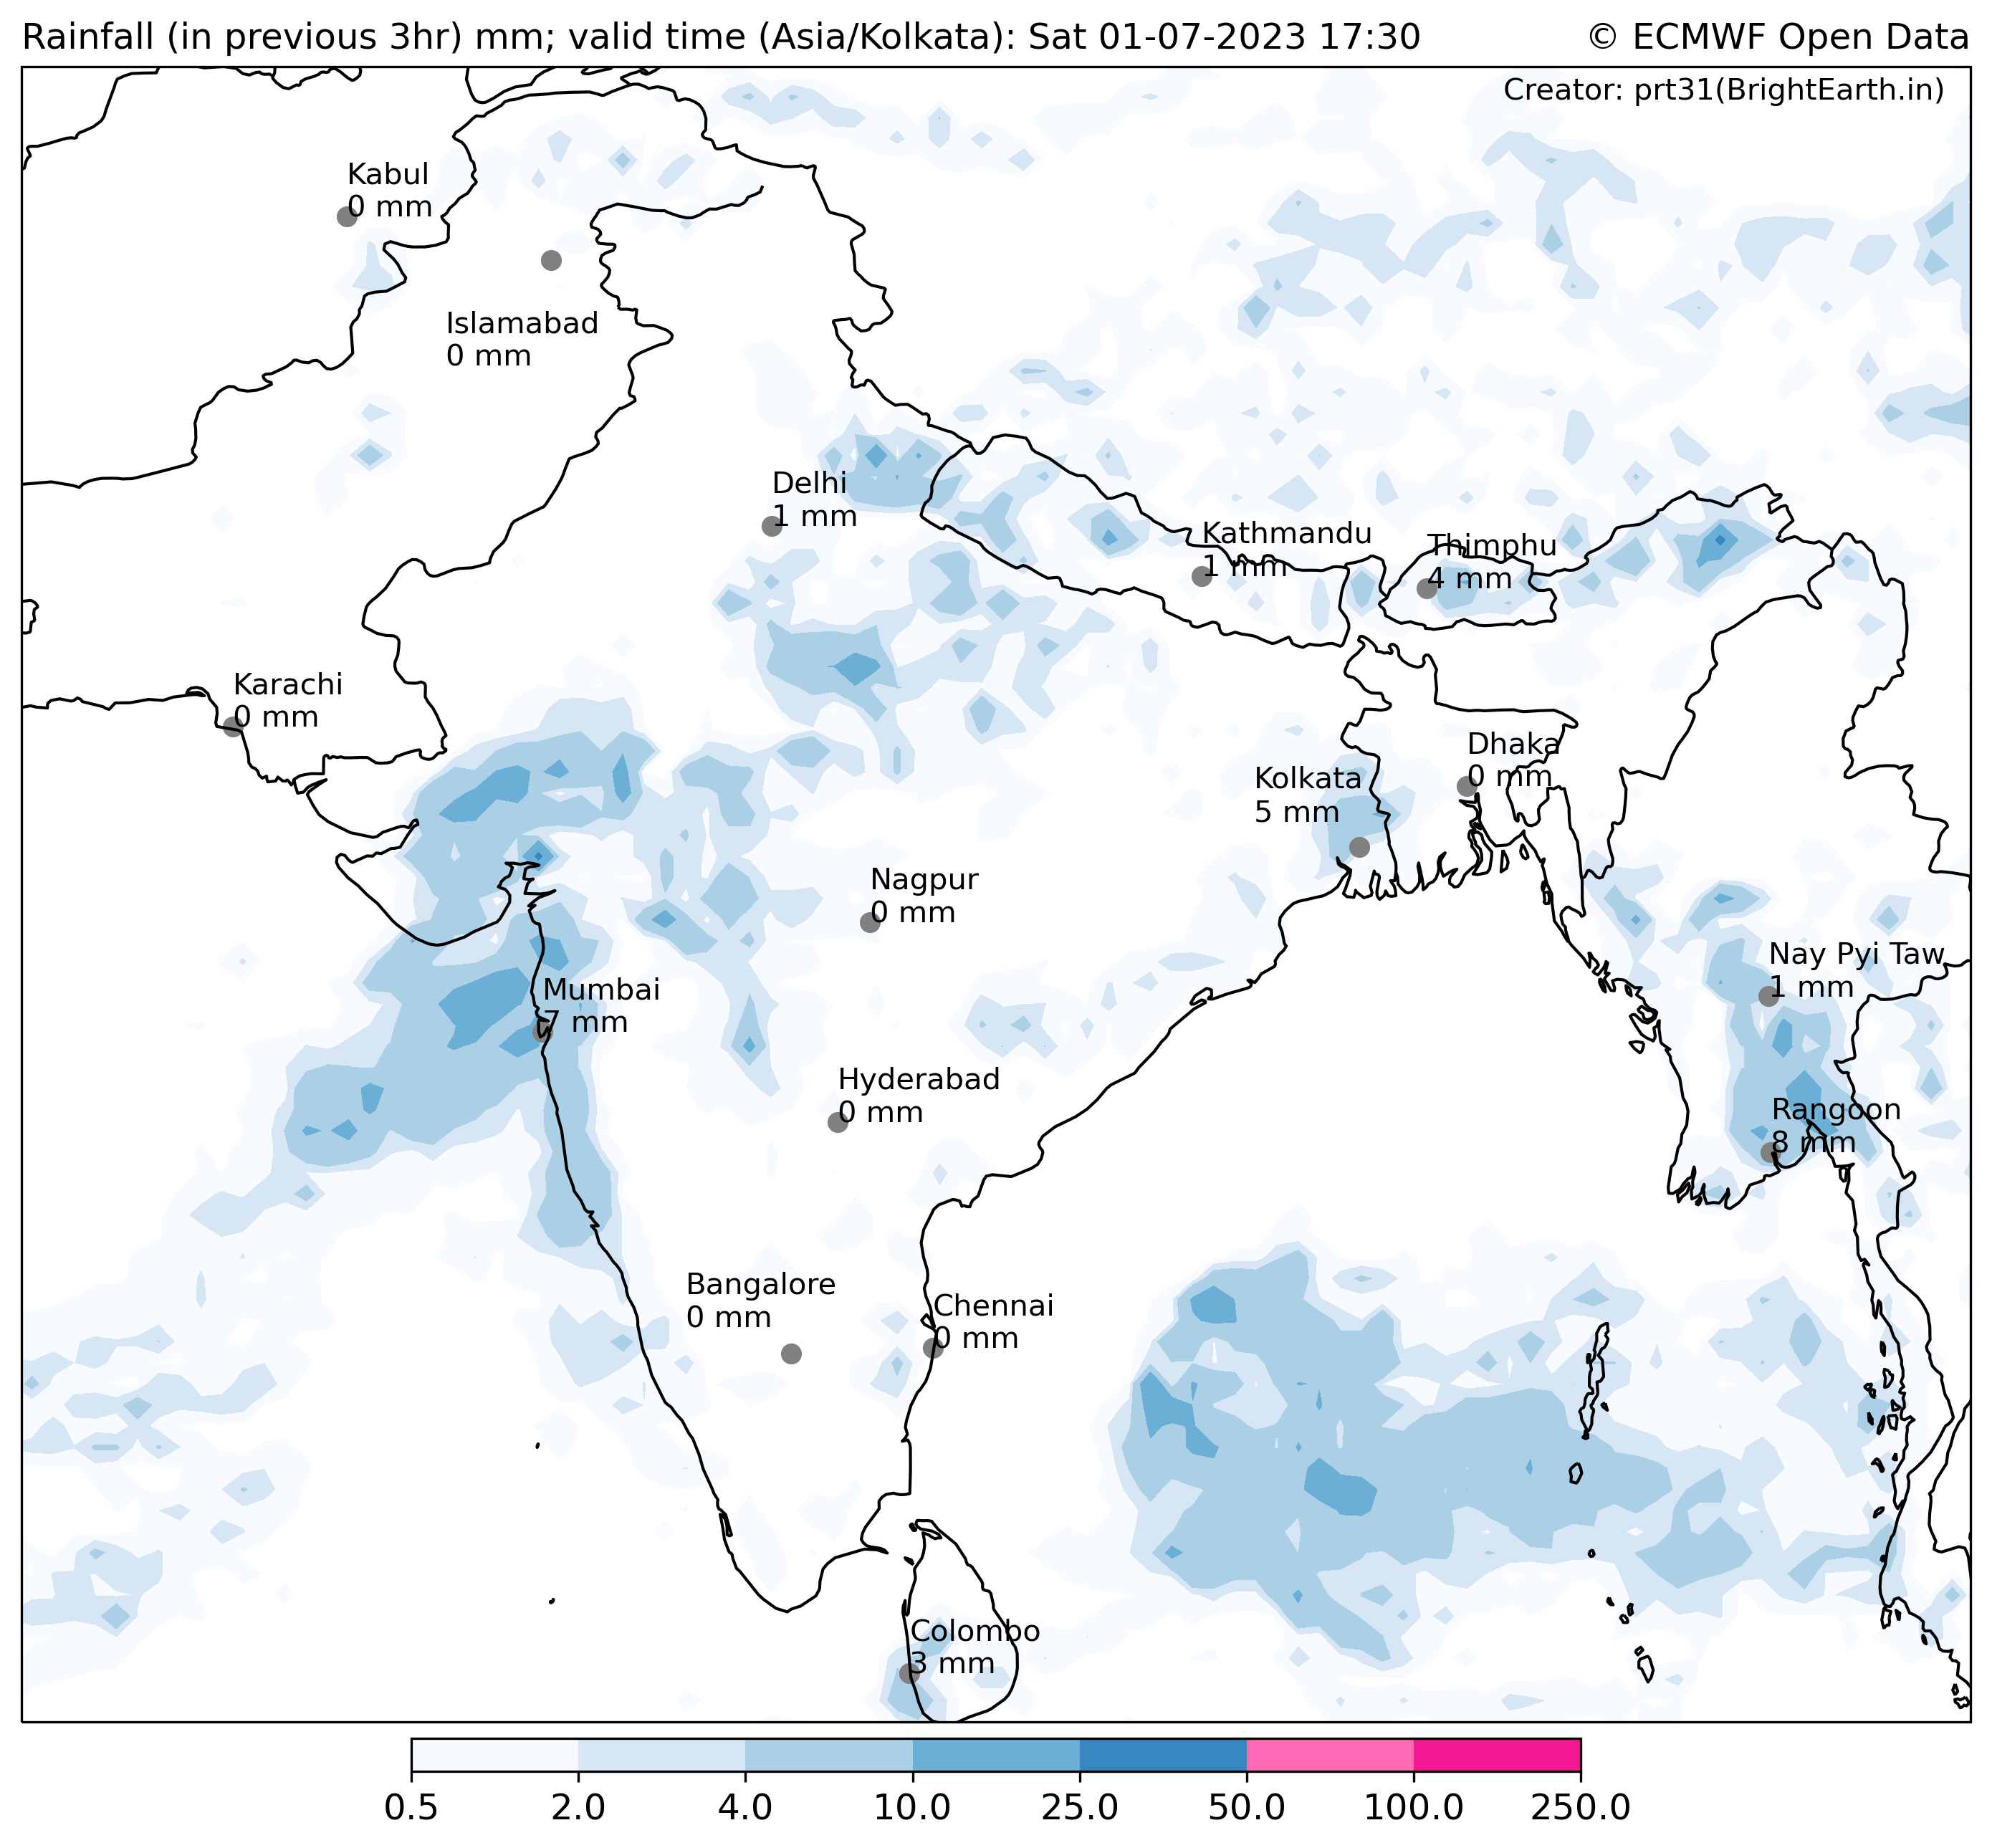 Rainfall (in previous 3hr) mm; valid time (Asia/Kolkata): Sat 01-07-2023 17:30
© ECMWF Open Data
Creator: prt31(BrightEarth.in)
Kabul
0 mm
Islamabad
0 mm
Delhi
1 mm
Kathmandu
1 mm
Thimphu
4 mm
Karachi
0 mm
Dhaka
0 mm
Kolkata
5 mm
Nagpur
0 mm
Nay Pyi Taw
1 mm
Mumbai
7 mm
Hyderabad
0 mm
Rangoon
8 mm
Bangalore
0 mm
Chennai
0 mm
Colombo
3 mm
0.5 2.0 4.0 10.0 25.0 50.0 100.0 250.0